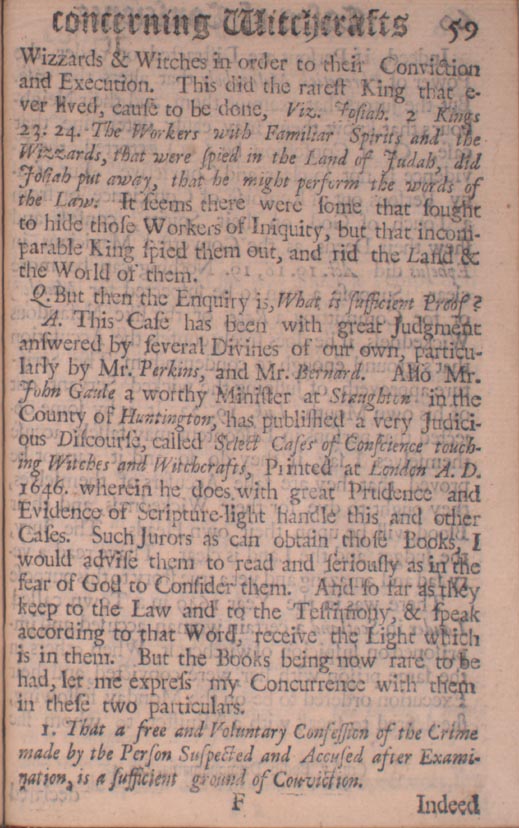 concerning Witchcrafts 59
Wizzards & Witches in order to their Conviction
and Execution. This did the rarest King that e-
ver lived, cause to be done, Viz. Josiah. 2 Kings
23. 24. The Workers with Familiar Spirits and the
Wizzards, that were spied in the Land of Judah, did
Josiah put away, that he might perform the words of
the Law. It seems there were some that sought
to hide those Workers of Iniquity, but that incom-
parable King spied them out, and rid the Land &
the World of them.
Q. But then the Enquiry is, What is sufficient Proof?
A. This Case has been with great Judgment
answered by several Divines of our own, particu-
larly by Mr. Perkins, and Mr. Bernard. Also Mr.
John Gaule a worthy Minister at Staughton in the
County of Huntington, has published a very Judici-
ous Discourse, called Select Cases of Conscience touch-
ing Witches and Witchcrafts, Printed at London A. D.
1646. wherein he does with great Prudence and
Evidence of Scripture-light handle this and other
Cases. Such Jurors as can obtain those Books, I
would advise them to read and seriously as in the
fear of God to Consider them. And so far as they
keep to the Law and to the Testimony, & speak
according to that Word, receive the Light which
is in them. But the Books being now rare to be
had, let me express my Concurrence with them
in these two particulars.
1. That a free and Voluntary Confession of the Crime
made by the Person Suspected and Accused after Exami-
nation, is a sufficient ground of Conviction.
F Indeed